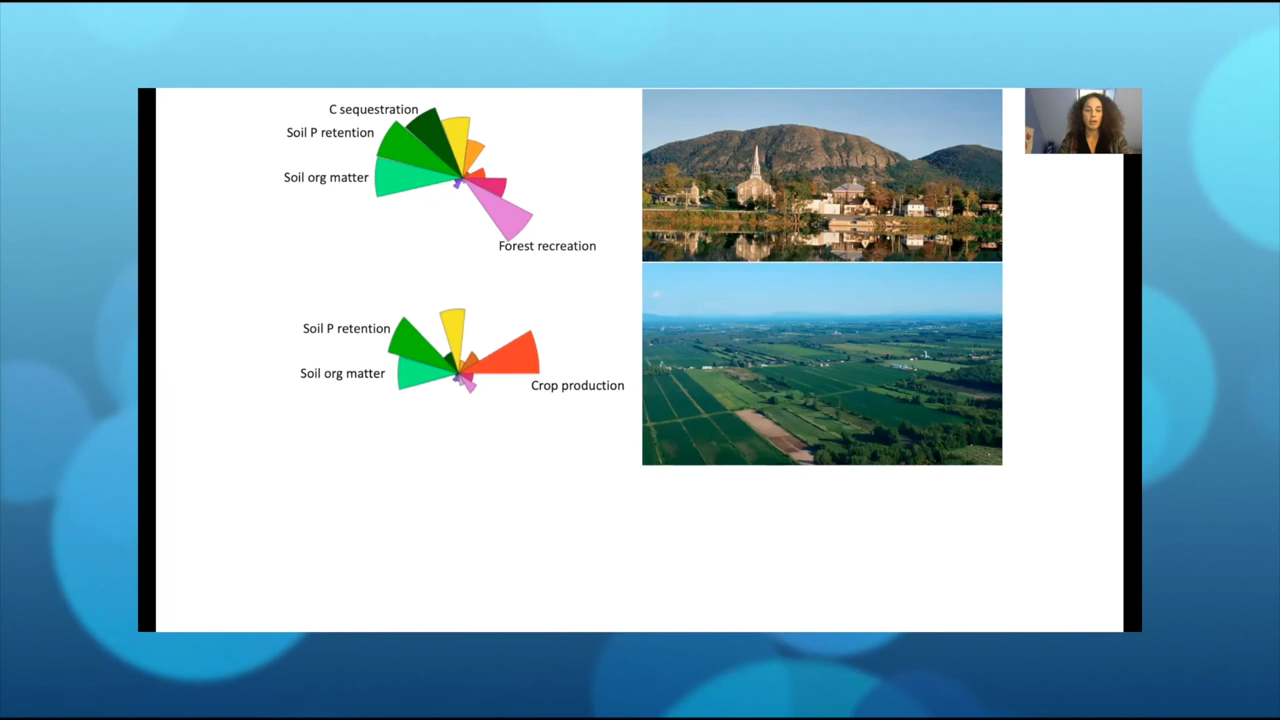 C sequestration
Soil P retention
Soil org matter
Forest recreation
Soil P retention
Soil org matter
Crop production